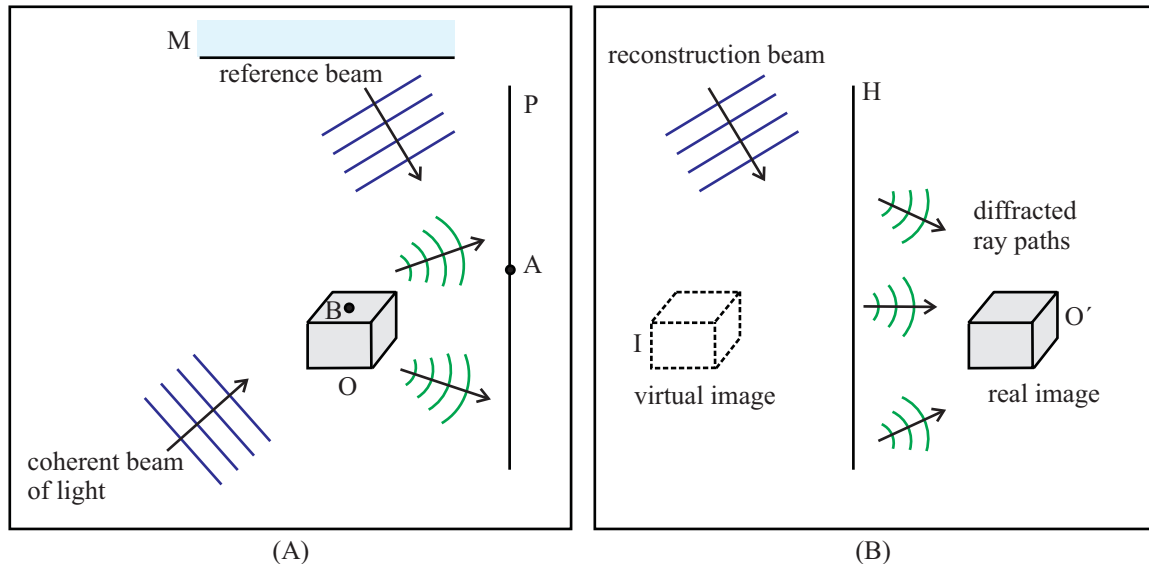 M
reference beam
P
A
B
O
coherent beam
of light
(A)
reconstruction beam
H
diffracted
ray paths
I
O´
virtual image
real image
(B)